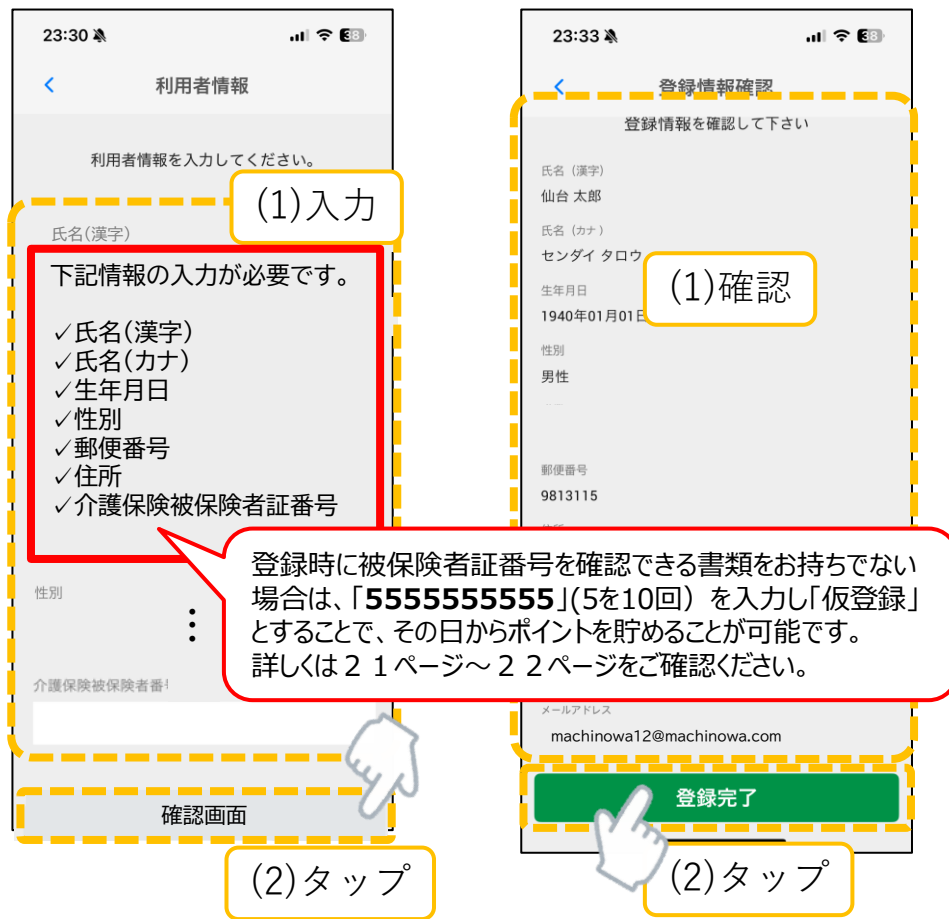 23:30
38
利用者情報
利用者情報を入力してください。
(1)入力
氏名(漢字)
下記情報の入力が必要です。
✓氏名(漢字)
✓氏名(カナ)
✓生年月日
✓性別
✓郵便番号
✓住所
✓介護保険被保険者証番号
性別
介護保険被保険者番
確認画面
(2)タップ
23:33
38
登録情報確認
登録情報を確認して下さい
氏名（漢字）
仙台 太郎
氏名（カナ）
センダイ タロウ
(1)確認
生年月日
1940年01月01日
性別
男性
郵便番号
9813115
登録時に被保険者証番号を確認できる書類をお持ちでない
場合は、「5555555555」(5を10回）を入力し「仮登録」
とすることで、その日からポイントを貯めることが可能です。
詳しくは２１ページ～２２ページをご確認ください。
メールアドレス
machinowa12@machinowa.com
登録完了
(2)タップ